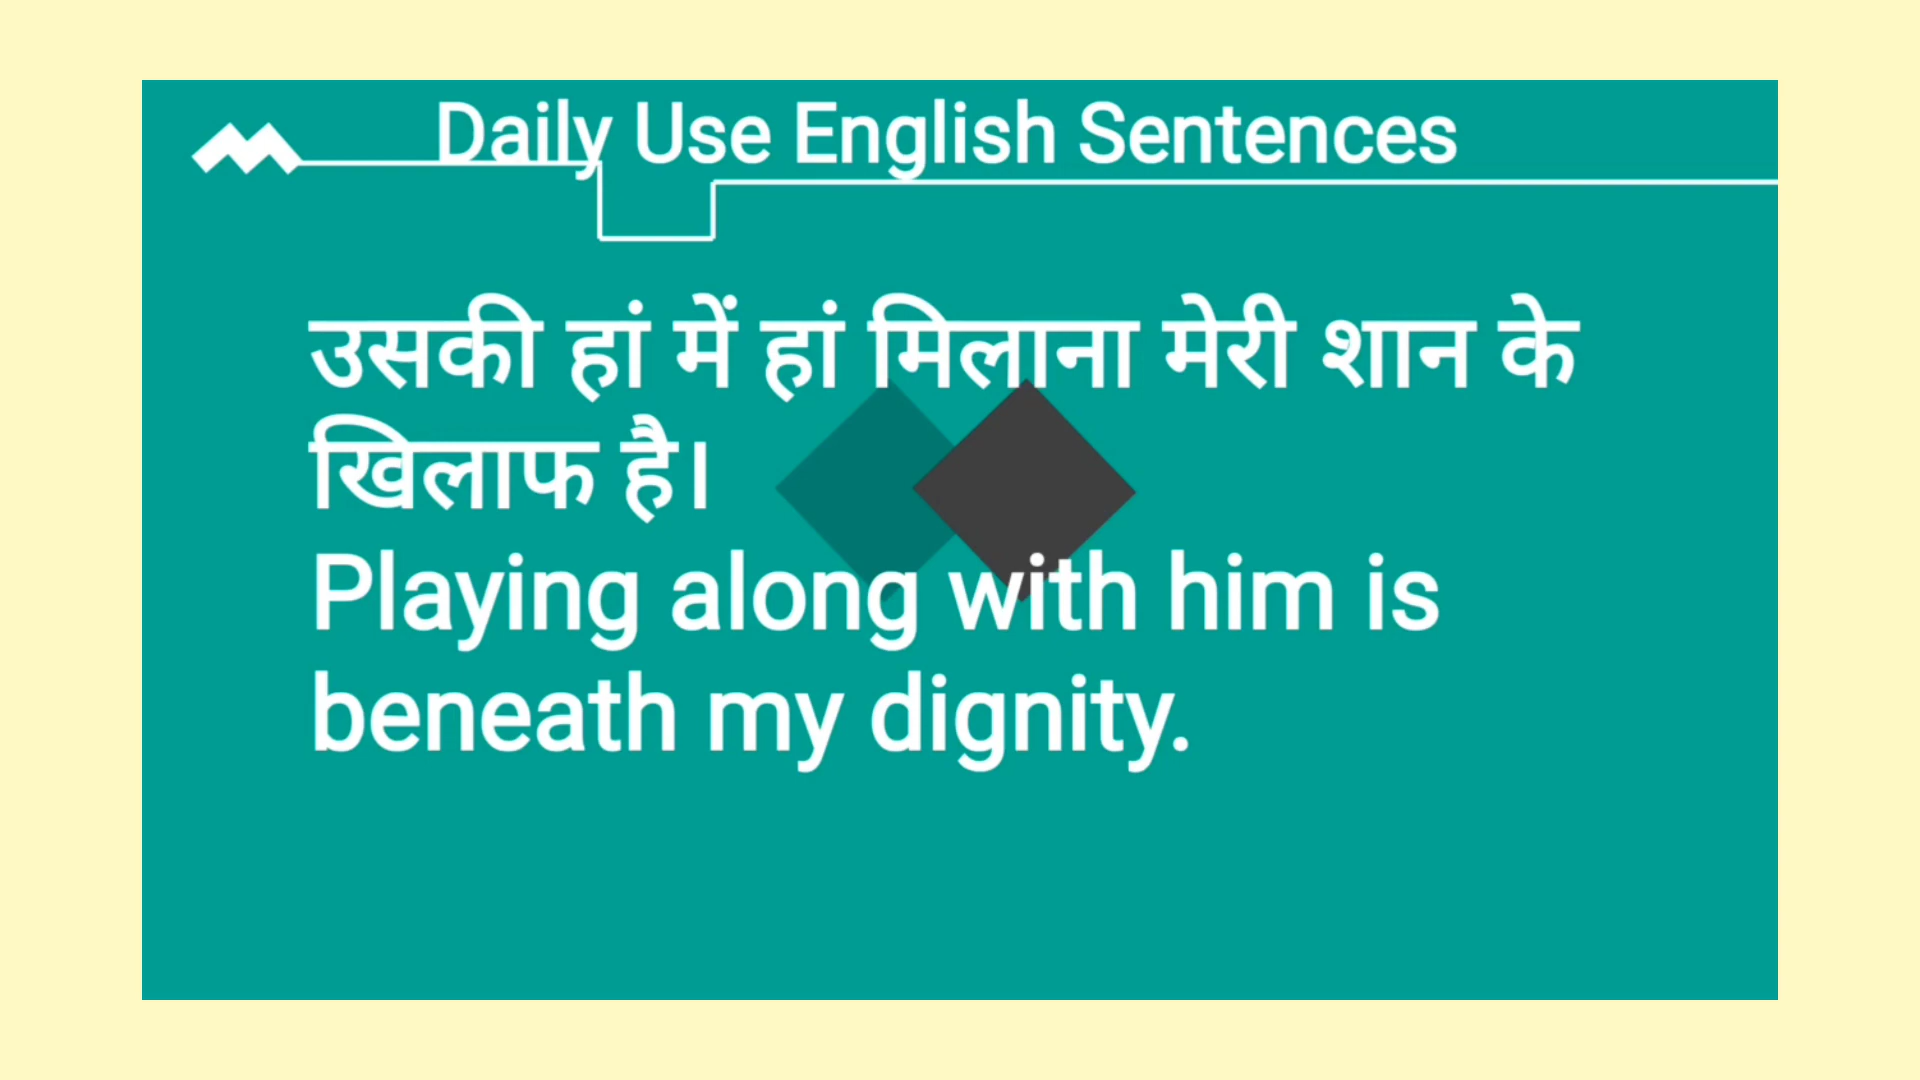 Daily Use English Sentences
उसकी हां में हां मिलाना मेरी शान के
खिलाफ है।
Playing along with him is
beneath my dignity.